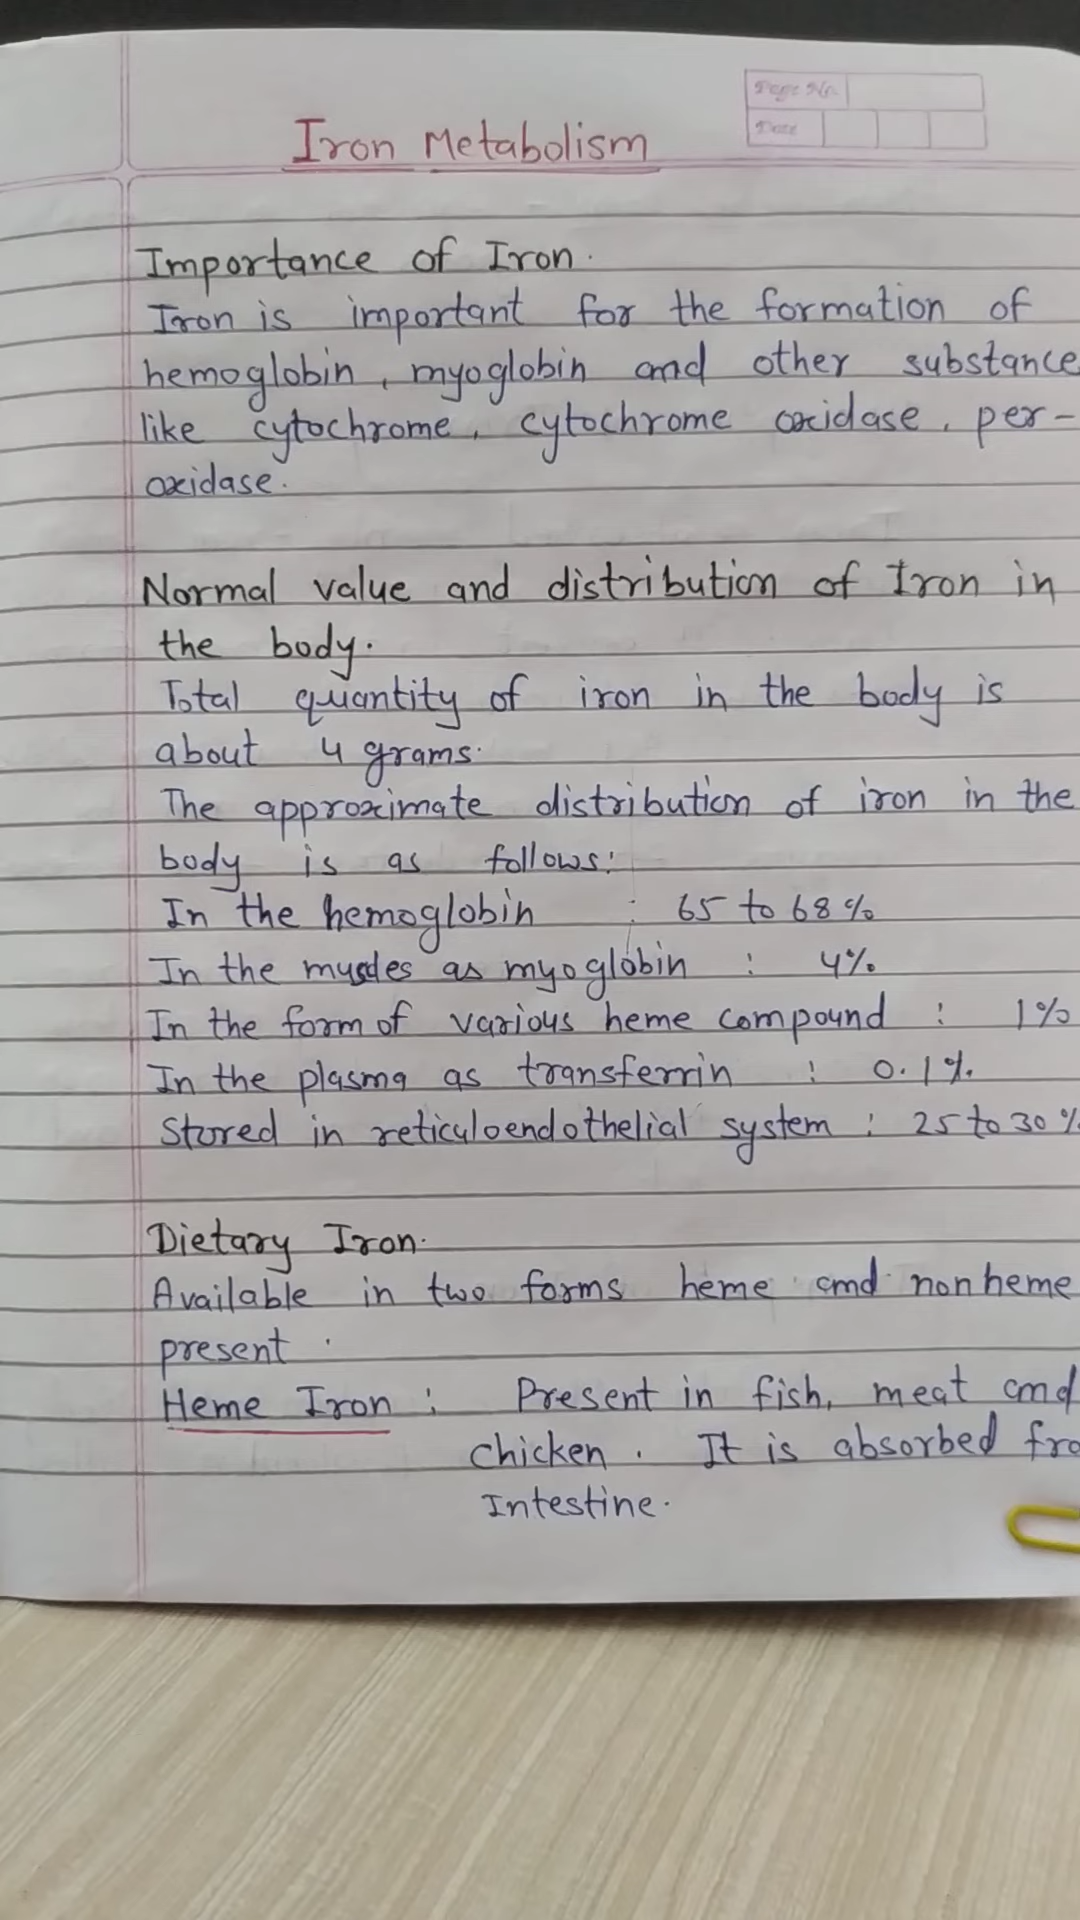 Page No.
Date
Iron Metabolism
Importance of Iron.
Iron is important for the formation of
hemoglobin, myoglobin and other substance
like cytochrome, cytochrome oxidase, per-
oxidase.
Normal value and distribution of Iron in
the body.
Total quantity of iron in the body is
about 4 grams.
The approximate distribution of iron in the
body is as follows:
In the hemoglobin : 65 to 68%
In the muscles as myoglobin : 4%
In the form of various heme compound : 1%
In the plasma as transferrin : 0.1%
Stored in reticuloendothelial system : 25 to 30%
Dietary Iron.
Available in two forms heme and nonheme
present.
Heme Iron : Present in fish, meat and
chicken. It is absorbed fro
Intestine.